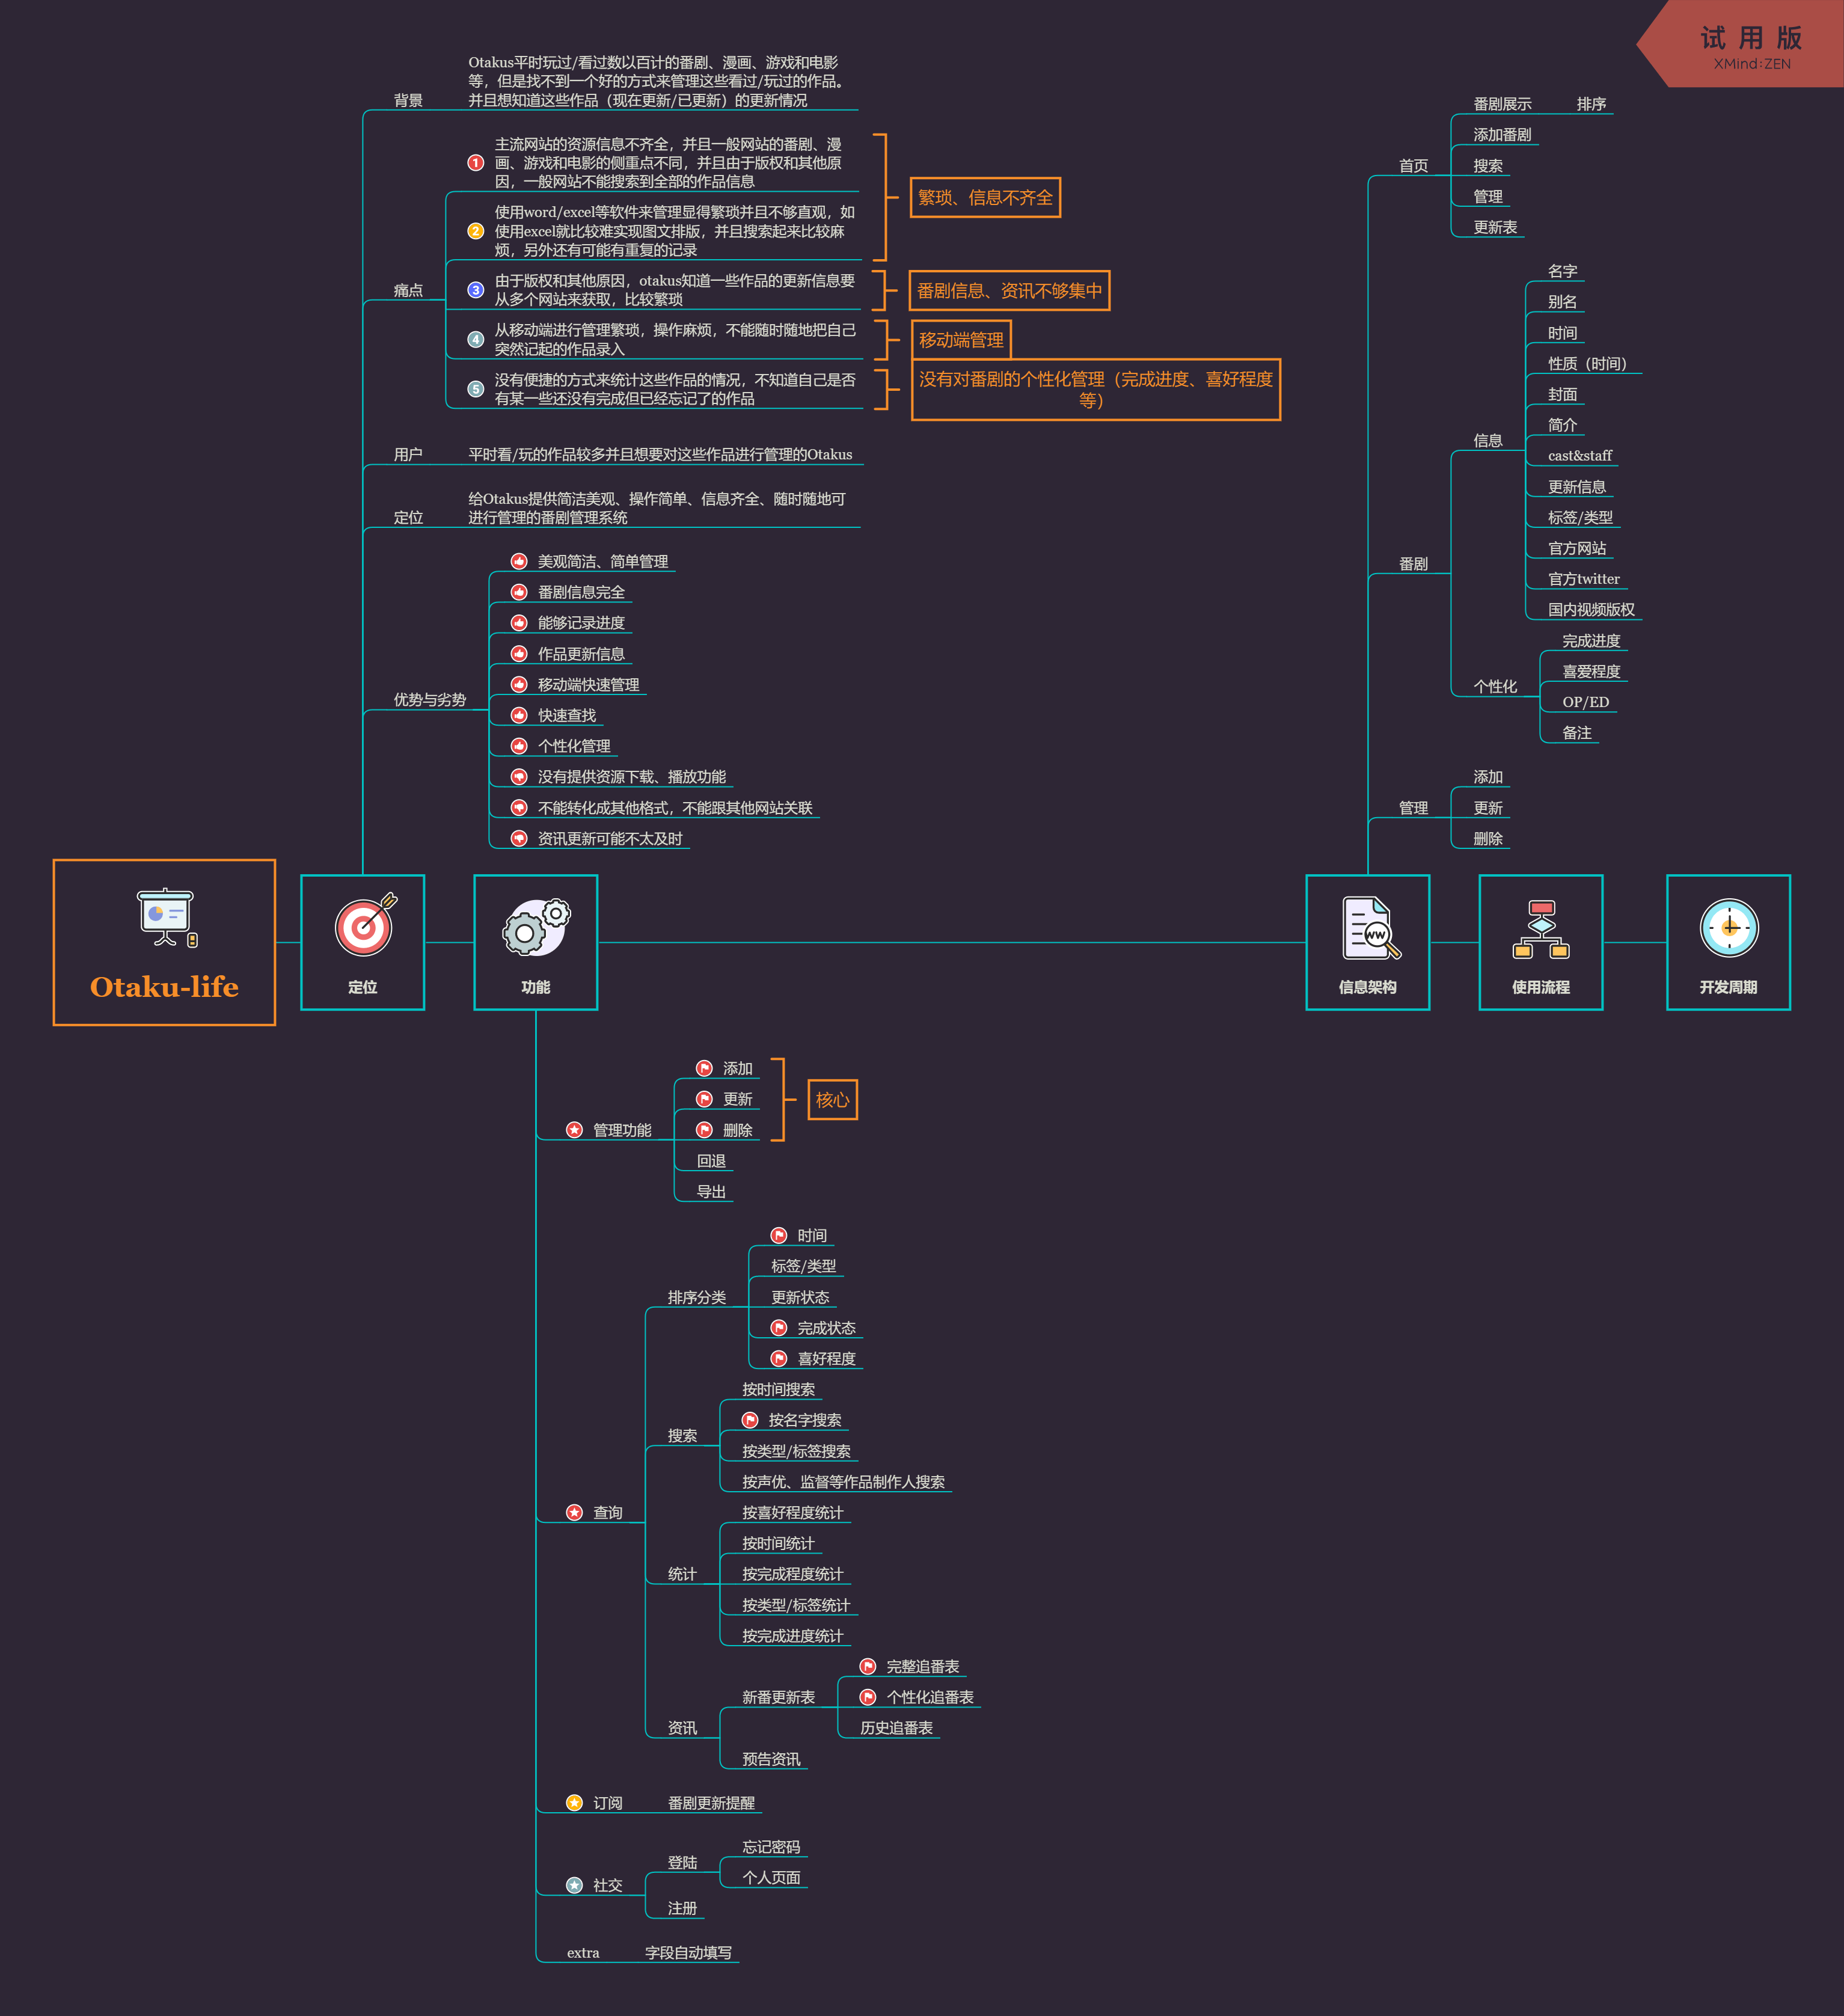 试用版
XMind:ZEN
Otaku-life
定位
背景
Otakus平时玩过/看过数以百计的番剧、漫画、游戏和电影
等，但是找不到一个好的方式来管理这些看过/玩过的作品。
并且想知道这些作品（现在更新/已更新）的更新情况
痛点
1
主流网站的资源信息不齐全，并且一般网站的番剧、漫
画、游戏和电影的侧重点不同，并且由于版权和其他原
因，一般网站不能搜索到全部的作品信息
2
使用word/excel等软件来管理显得繁琐并且不够直观，如
使用excel就比较难实现图文排版，并且搜索起来比较麻
烦，另外还有可能有重复的记录
繁琐、信息不齐全
3
由于版权和其他原因，otakus知道一些作品的更新信息要
从多个网站来获取，比较繁琐
番剧信息、资讯不够集中
4
从移动端进行管理繁琐，操作麻烦，不能随时随地把自己
突然记起的作品录入
移动端管理
5
没有便捷的方式来统计这些作品的情况，不知道自己是否
有某一些还没有完成但已经忘记了的作品
没有对番剧的个性化管理（完成进度、喜好程度
等）
用户
平时看/玩的作品较多并且想要对这些作品进行管理的Otakus
定位
给Otakus提供简洁美观、操作简单、信息齐全、随时随地可
进行管理的番剧管理系统
优势与劣势
美观简洁、简单管理
番剧信息完全
能够记录进度
作品更新信息
移动端快速管理
快速查找
个性化管理
没有提供资源下载、播放功能
不能转化成其他格式，不能跟其他网站关联
资讯更新可能不太及时
功能
管理功能
添加
更新
删除
核心
回退
导出
查询
排序分类
时间
标签/类型
更新状态
完成状态
喜好程度
搜索
按时间搜索
按名字搜索
按类型/标签搜索
按声优、监督等作品制作人搜索
统计
按喜好程度统计
按时间统计
按完成程度统计
按类型/标签统计
按完成进度统计
资讯
新番更新表
完整追番表
个性化追番表
历史追番表
预告资讯
订阅
番剧更新提醒
社交
登陆
忘记密码
个人页面
注册
extra
字段自动填写
信息架构
W W
首页
番剧展示
排序
添加番剧
搜索
管理
更新表
番剧
信息
名字
别名
时间
性质（时间）
封面
简介
cast&staff
更新信息
标签/类型
官方网站
官方twitter
国内视频版权
个性化
完成进度
喜爱程度
OP/ED
备注
管理
添加
更新
删除
使用流程
开发周期